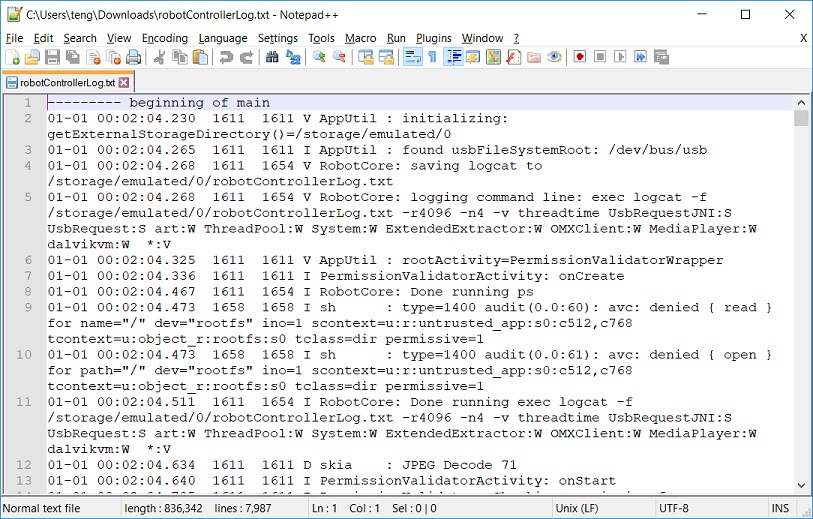 C:\Users\teng\Downloads\robotControllerLog.txt - Notepad++
File Edit Search View Encoding Language Settings Tools Macro Run Plugins Window ? X
robotControllerLog.txt
1 --------- beginning of main
2 01-01 00:02:04.230 1611 1611 V AppUtil : initializing:
getExternalStorageDirectory()=/storage/emulated/0
3 01-01 00:02:04.265 1611 1611 I AppUtil : found usbFileSystemRoot: /dev/bus/usb
4 01-01 00:02:04.268 1611 1654 V RobotCore: saving logcat to
/storage/emulated/0/robotControllerLog.txt
5 01-01 00:02:04.268 1611 1654 V RobotCore: logging command line: exec logcat -f
/storage/emulated/0/robotControllerLog.txt -r4096 -n4 -v threadtime UsbRequestJNI:S
UsbRequest:S art:W ThreadPool:W System:W ExtendedExtractor:W OMXClient:W MediaPlayer:W
dalvikvm:W *:V
6 01-01 00:02:04.325 1611 1611 V AppUtil : rootActivity=PermissionValidatorWrapper
7 01-01 00:02:04.336 1611 1611 I PermissionValidatorActivity: onCreate
8 01-01 00:02:04.467 1611 1654 I RobotCore: Done running ps
9 01-01 00:02:04.473 1658 1658 I sh : type=1400 audit(0.0:60): avc: denied { read }
for name="/" dev="rootfs" ino=1 scontext=u:r:untrusted_app:s0:c512,c768
tcontext=u:object_r:rootfs:s0 tclass=dir permissive=1
10 01-01 00:02:04.473 1658 1658 I sh : type=1400 audit(0.0:61): avc: denied { open }
for path="/" dev="rootfs" ino=1 scontext=u:r:untrusted_app:s0:c512,c768
tcontext=u:object_r:rootfs:s0 tclass=dir permissive=1
11 01-01 00:02:04.511 1611 1654 I RobotCore: Done running exec logcat -f
/storage/emulated/0/robotControllerLog.txt -r4096 -n4 -v threadtime UsbRequestJNI:S
UsbRequest:S art:W ThreadPool:W System:W ExtendedExtractor:W OMXClient:W MediaPlayer:W
dalvikvm:W *:V
12 01-01 00:02:04.634 1611 1611 D skia : JPEG Decode 71
13 01-01 00:02:04.640 1611 1611 I PermissionValidatorActivity: onStart
Normal text file length : 836,342 lines : 7,987 Ln : 1 Col : 1 Sel : 0 | 0 Unix (LF) UTF-8 INS